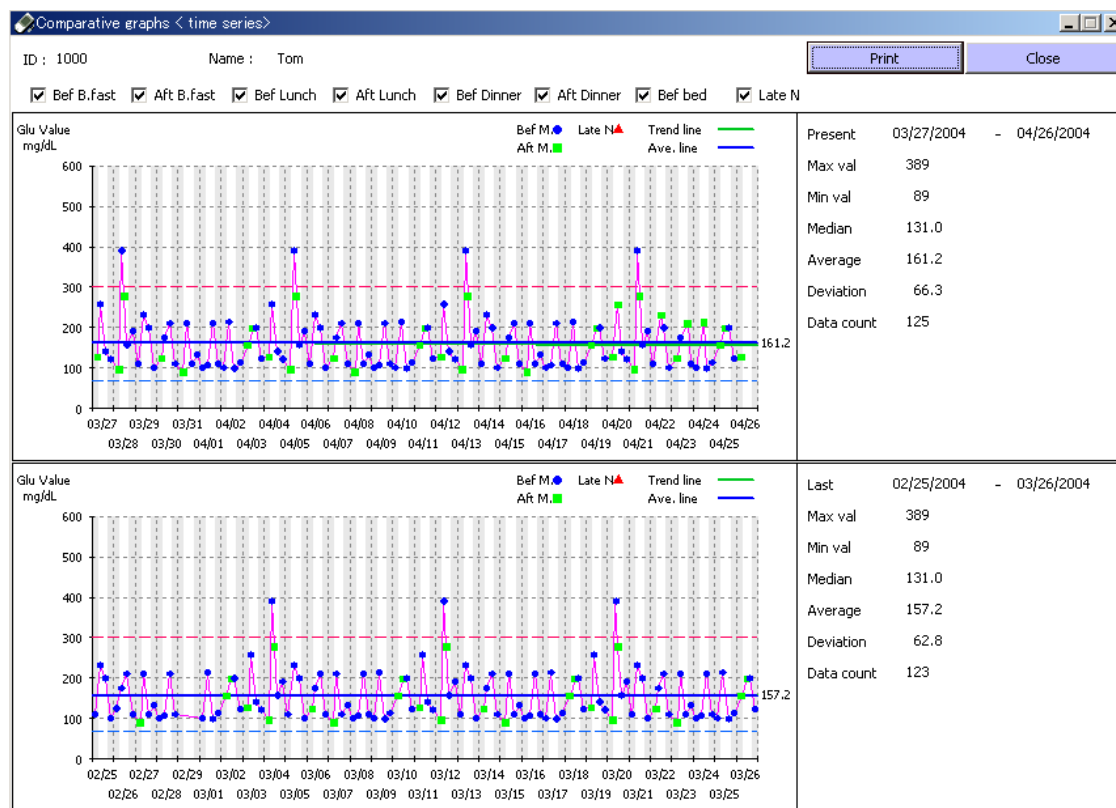 Comparative graphs < time series>
ID : 1000 Name : Tom Print Close
Bef B.fast Aft B.fast Bef Lunch Aft Lunch Bef Dinner Aft Dinner Bef bed Late N
Glu Value
mg/dL
Bef M. Late N Trend line
Aft M. Ave. line
600
500
400
300
200
100
0
161.2
03/27 03/29 03/31 04/02 04/04 04/06 04/08 04/10 04/12 04/14 04/16 04/18 04/20 04/22 04/24 04/26
03/28 03/30 04/01 04/03 04/05 04/07 04/09 04/11 04/13 04/15 04/17 04/19 04/21 04/23 04/25
Present 03/27/2004 - 04/26/2004
Max val 389
Min val 89
Median 131.0
Average 161.2
Deviation 66.3
Data count 125
Glu Value
mg/dL
Bef M. Late N Trend line
Aft M. Ave. line
600
500
400
300
200
100
0
157.2
02/25 02/27 02/29 03/02 03/04 03/06 03/08 03/10 03/12 03/14 03/16 03/18 03/20 03/22 03/24 03/26
02/26 02/28 03/01 03/03 03/05 03/07 03/09 03/11 03/13 03/15 03/17 03/19 03/21 03/23 03/25
Last 02/25/2004 - 03/26/2004
Max val 389
Min val 89
Median 131.0
Average 157.2
Deviation 62.8
Data count 123